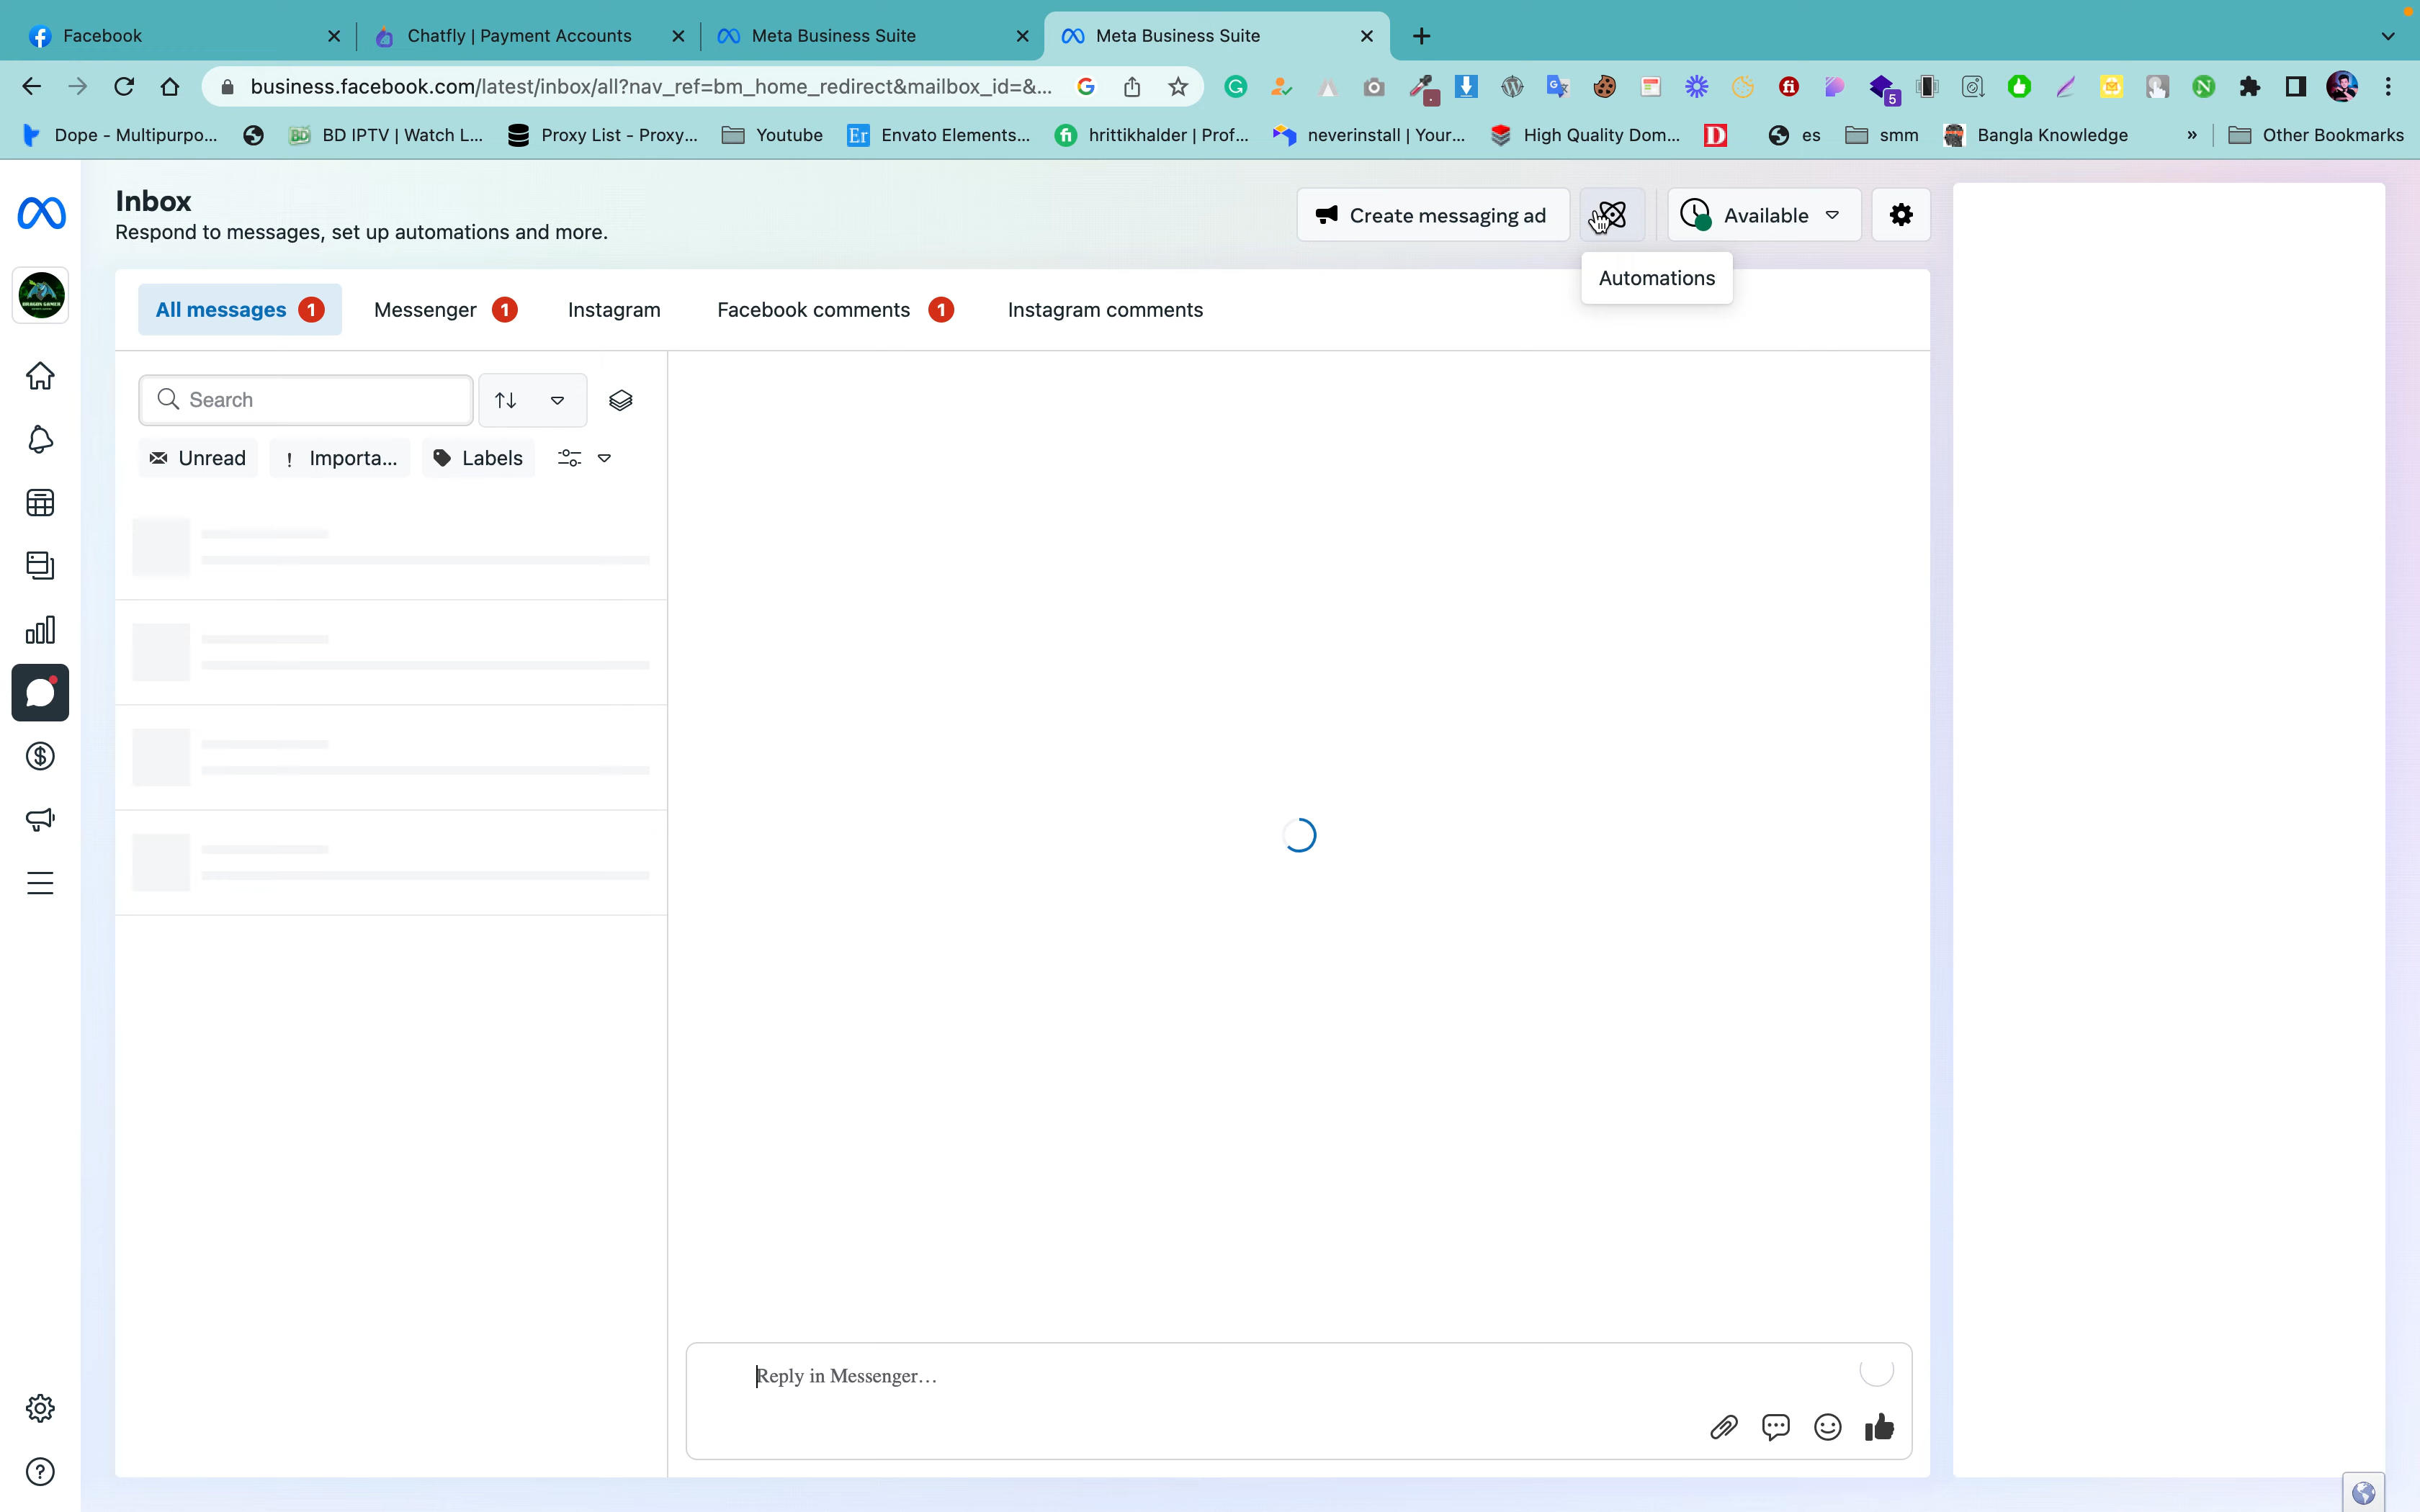 Facebook
Chatfly | Payment Accounts
Meta Business Suite
Meta Business Suite
business.facebook.com/latest/inbox/all?nav_ref=bm_home_redirect&mailbox_id=&...
5
Dope - Multipurpo...
BD IPTV | Watch L...
Proxy List - Proxy...
Youtube
Er Envato Elements...
hrittikhalder | Prof...
neverinstall | Your...
High Quality Dom...
D
es
smm
Bangla Knowledge
»
Other Bookmarks
Inbox
Respond to messages, set up automations and more.
Create messaging ad
Available
Automations
All messages 1
Messenger 1
Instagram
Facebook comments 1
Instagram comments
Search
Unread
! Importa...
Labels
Reply in Messenger...